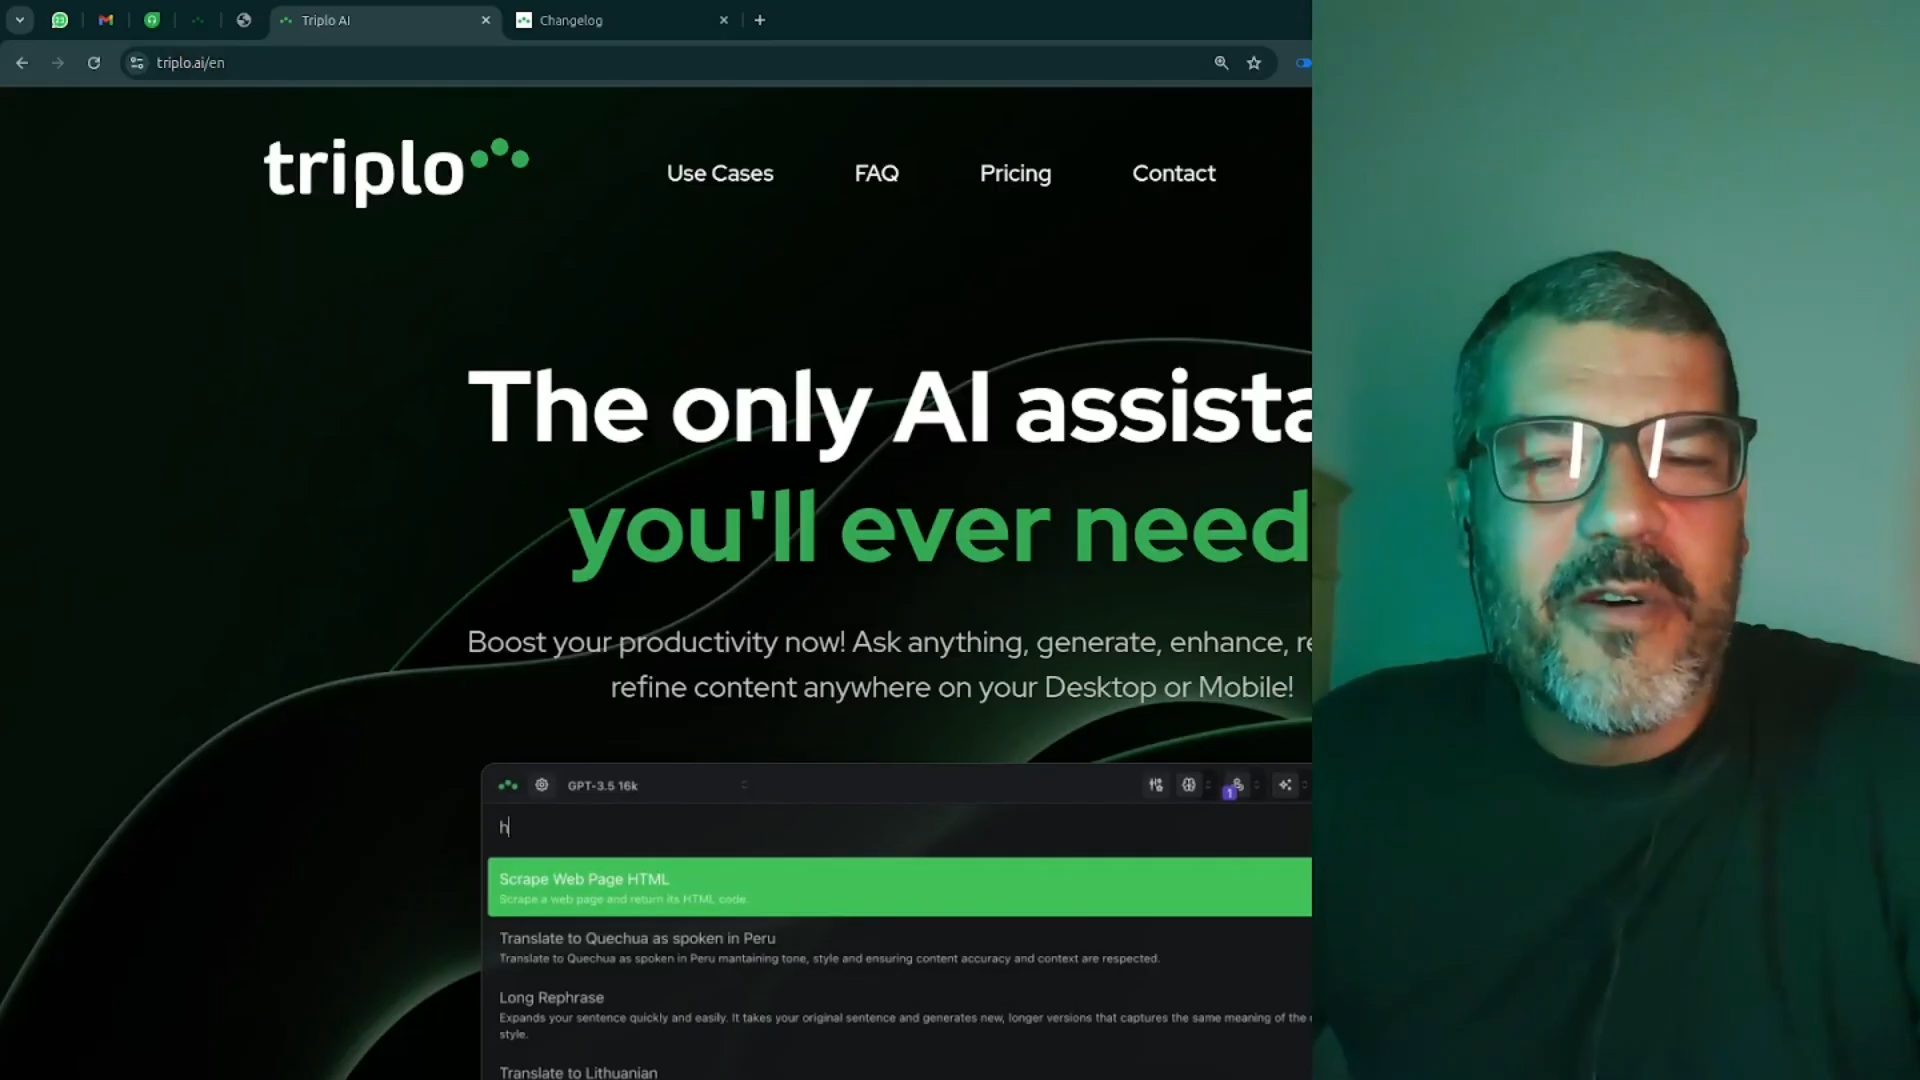 23
Triplo AI
Changelog
triplo.ai/en
triplo
Use Cases
FAQ
Pricing
Contact
The only AI assista
you'll ever need
Boost your productivity now! Ask anything, generate, enhance, re
refine content anywhere on your Desktop or Mobile!
GPT-3.5 16k
1
h
Scrape Web Page HTML
Scrape a web page and return its HTML code.
Translate to Quechua as spoken in Peru
Translate to Quechua as spoken in Peru mantaining tone, style and ensuring content accuracy and context are respected.
Long Rephrase
Expands your sentence quickly and easily. It takes your original sentence and generates new, longer versions that captures the same meaning of the
style.
Translate to Lithuanian